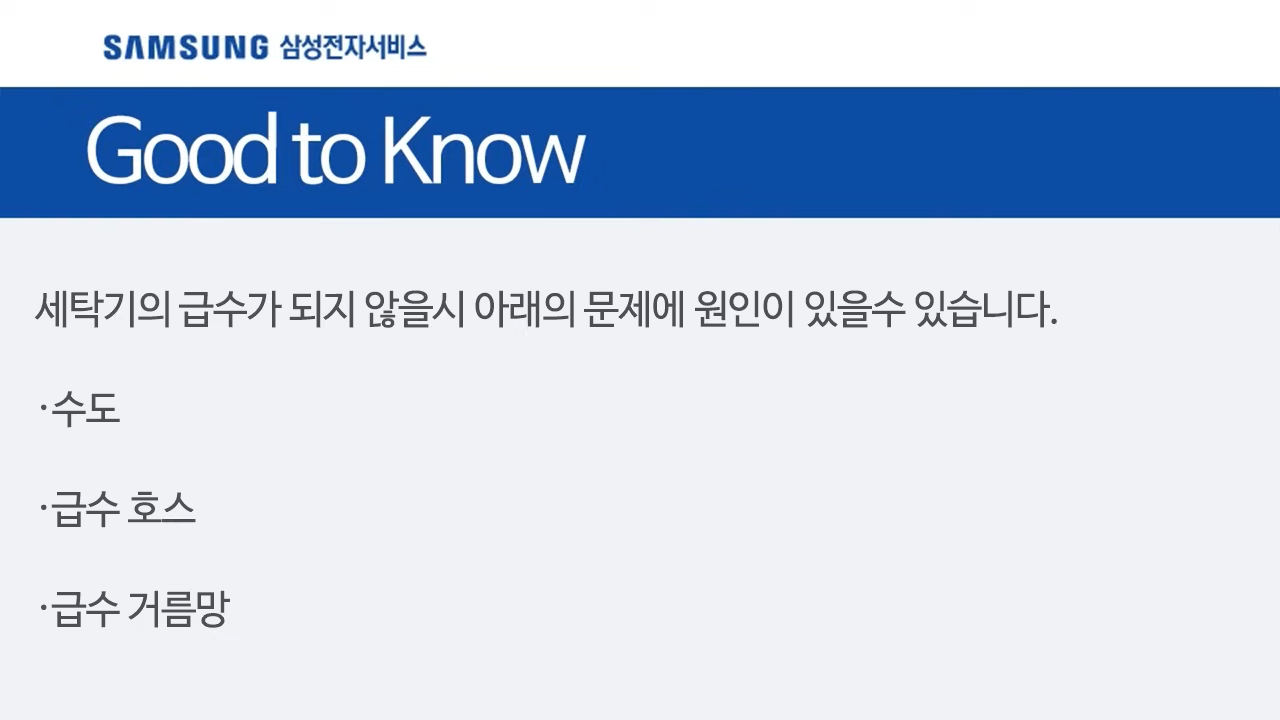 SAMSUNG 삼성전자서비스
Good to Know
세탁기의 급수가 되지 않을시 아래의 문제에 원인이 있을수 있습니다.
·수도
·급수 호스
·급수 거름망